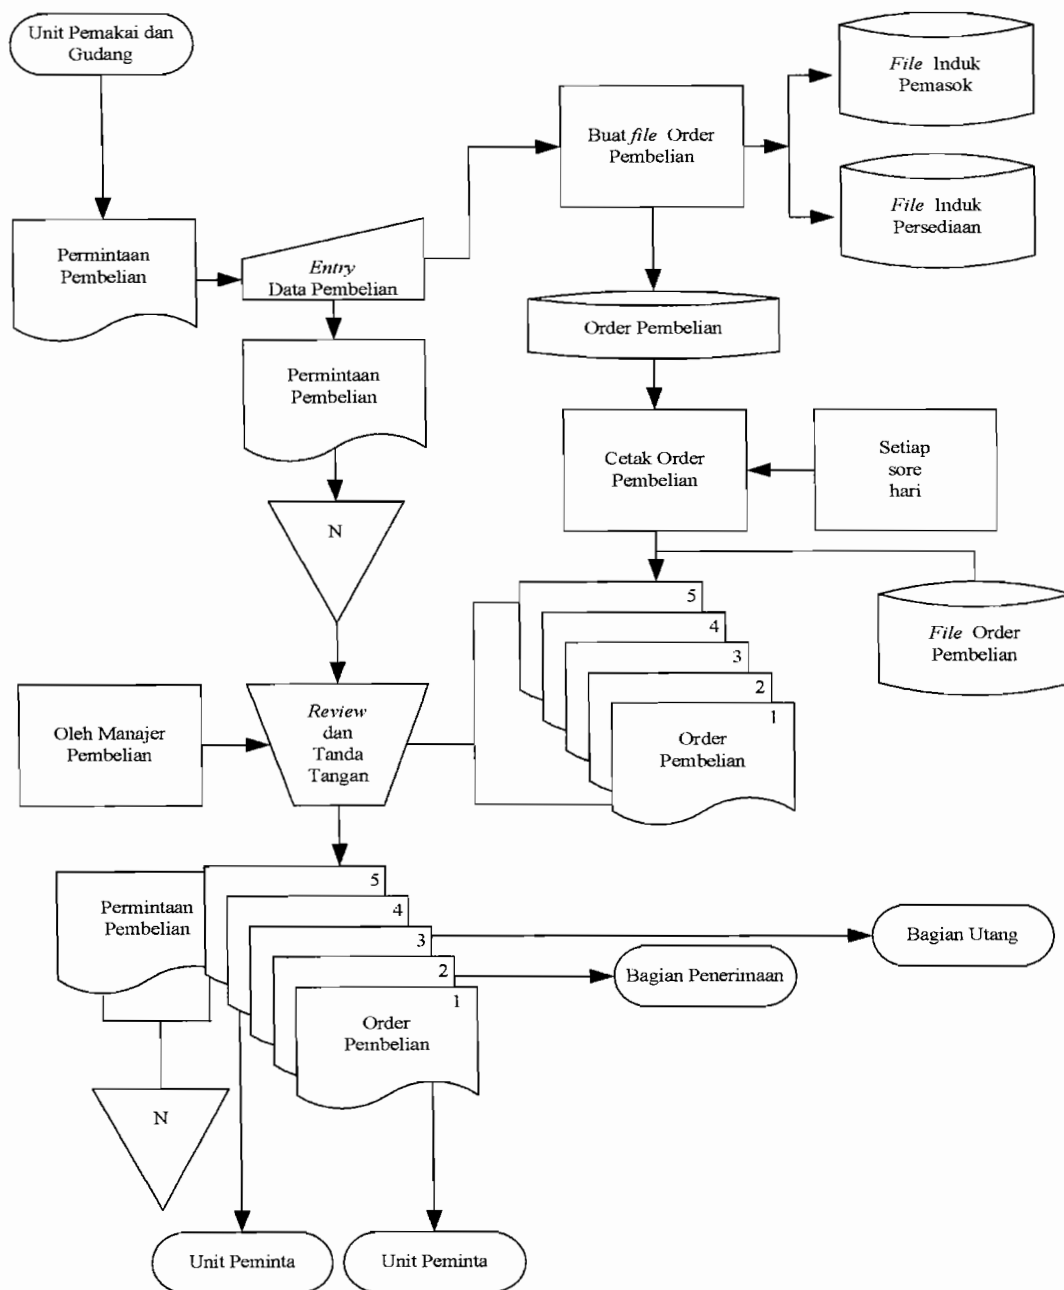 Unit Pemakai dan
Gudang
File Induk
Pemasok
Buat file Order
Pembelian
File Induk
Persediaan
Permintaan
Pembelian
Entry
Data Pembelian
Order Pembelian
Permintaan
Pembelian
Cetak Order
Pembelian
Setiap
sore
hari
N
5
4
3
2
1
Order
Pembelian
File Order
Pembelian
Oleh Manajer
Pembelian
Review
dan
Tanda
Tangan
Permintaan
Pembelian
5
4
3
2
1
Order
Pembelian
Bagian Utang
Bagian Penerimaan
N
Unit Peminta
Unit Peminta